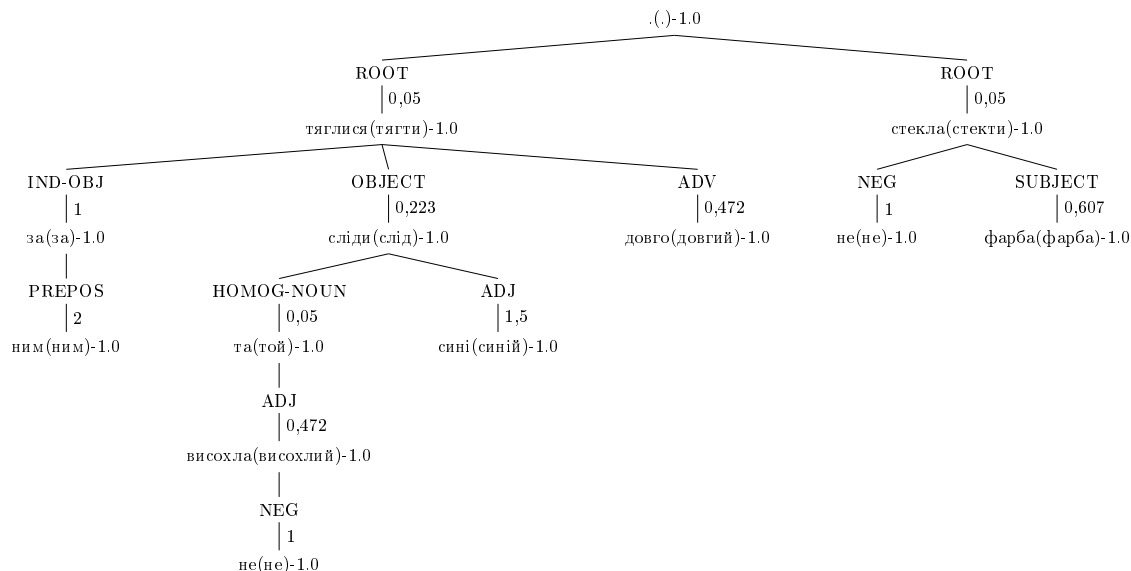 .(.)-1.0
ROOT ROOT
0,05 0,05
тяглися(тягти)-1.0 стекла(стекти)-1.0
IND-OBJ OBJECT ADV NEG SUBJECT
1 0,223 0,472 1 0,607
за(за)-1.0 сліди(слід)-1.0 довго(довгий)-1.0 не(не)-1.0 фарба(фарба)-1.0
PREPOS HOMOG-NOUN ADJ
2 0,05 1,5
ним(ним)-1.0 та(той)-1.0 сині(синій)-1.0
ADJ
0,472
висохла(висохлий)-1.0
NEG
1
не(не)-1.0